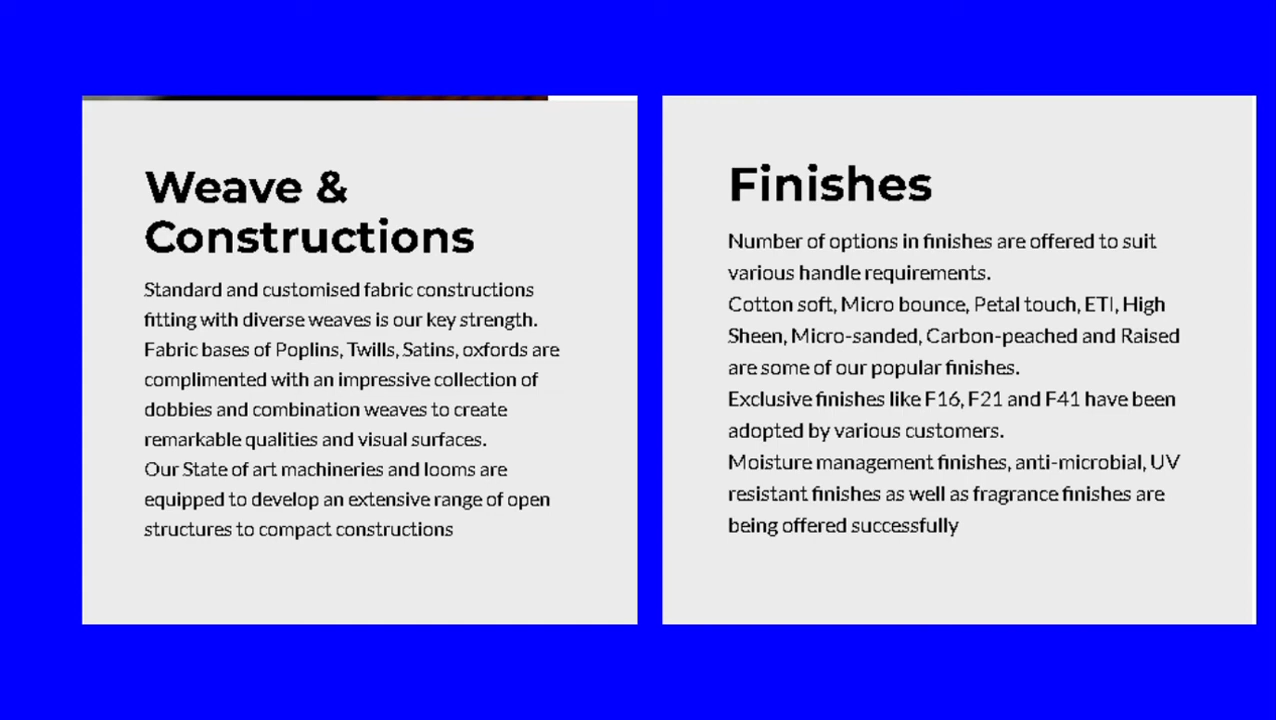 Weave &
Constructions
Standard and customised fabric constructions
fitting with diverse weaves is our key strength.
Fabric bases of Poplins, Twills, Satins, oxfords are
complimented with an impressive collection of
dobbies and combination weaves to create
remarkable qualities and visual surfaces.
Our State of art machineries and looms are
equipped to develop an extensive range of open
structures to compact constructions
Finishes
Number of options in finishes are offered to suit
various handle requirements.
Cotton soft, Micro bounce, Petal touch, ETI, High
Sheen, Micro-sanded, Carbon-peached and Raised
are some of our popular finishes.
Exclusive finishes like F16, F21 and F41 have been
adopted by various customers.
Moisture management finishes, anti-microbial, UV
resistant finishes as well as fragrance finishes are
being offered successfully